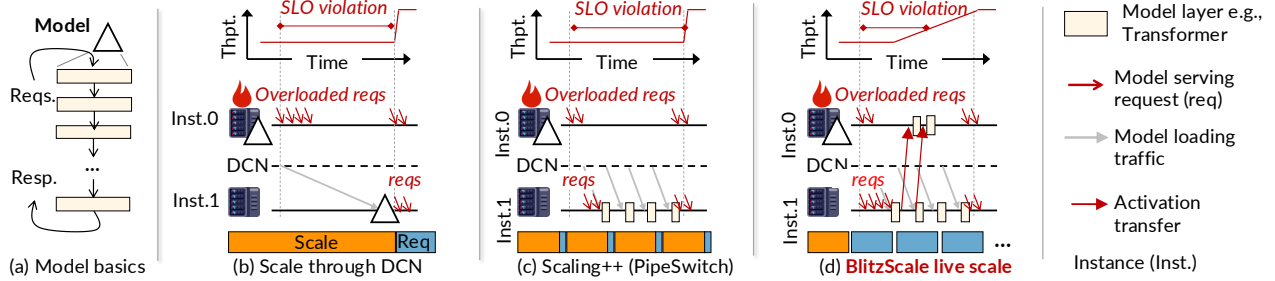 Model
Reqs.
...
Resp.
(a) Model basics
SLO violation
Thpt.
Time
Overloaded reqs
Inst.0
DCN
reqs
Inst.1
Scale
Req
(b) Scale through DCN
SLO violation
Thpt.
Time
Overloaded reqs
Inst.0
DCN
reqs
Inst.1
(c) Scaling++ (PipeSwitch)
SLO violation
Thpt.
Time
Overloaded reqs
Inst.0
DCN
reqs
Inst.1
...
(d) BlitzScale live scale
Model layer e.g.,
Transformer
Model serving
request (req)
Model loading
traffic
Activation
transfer
Instance (Inst.)